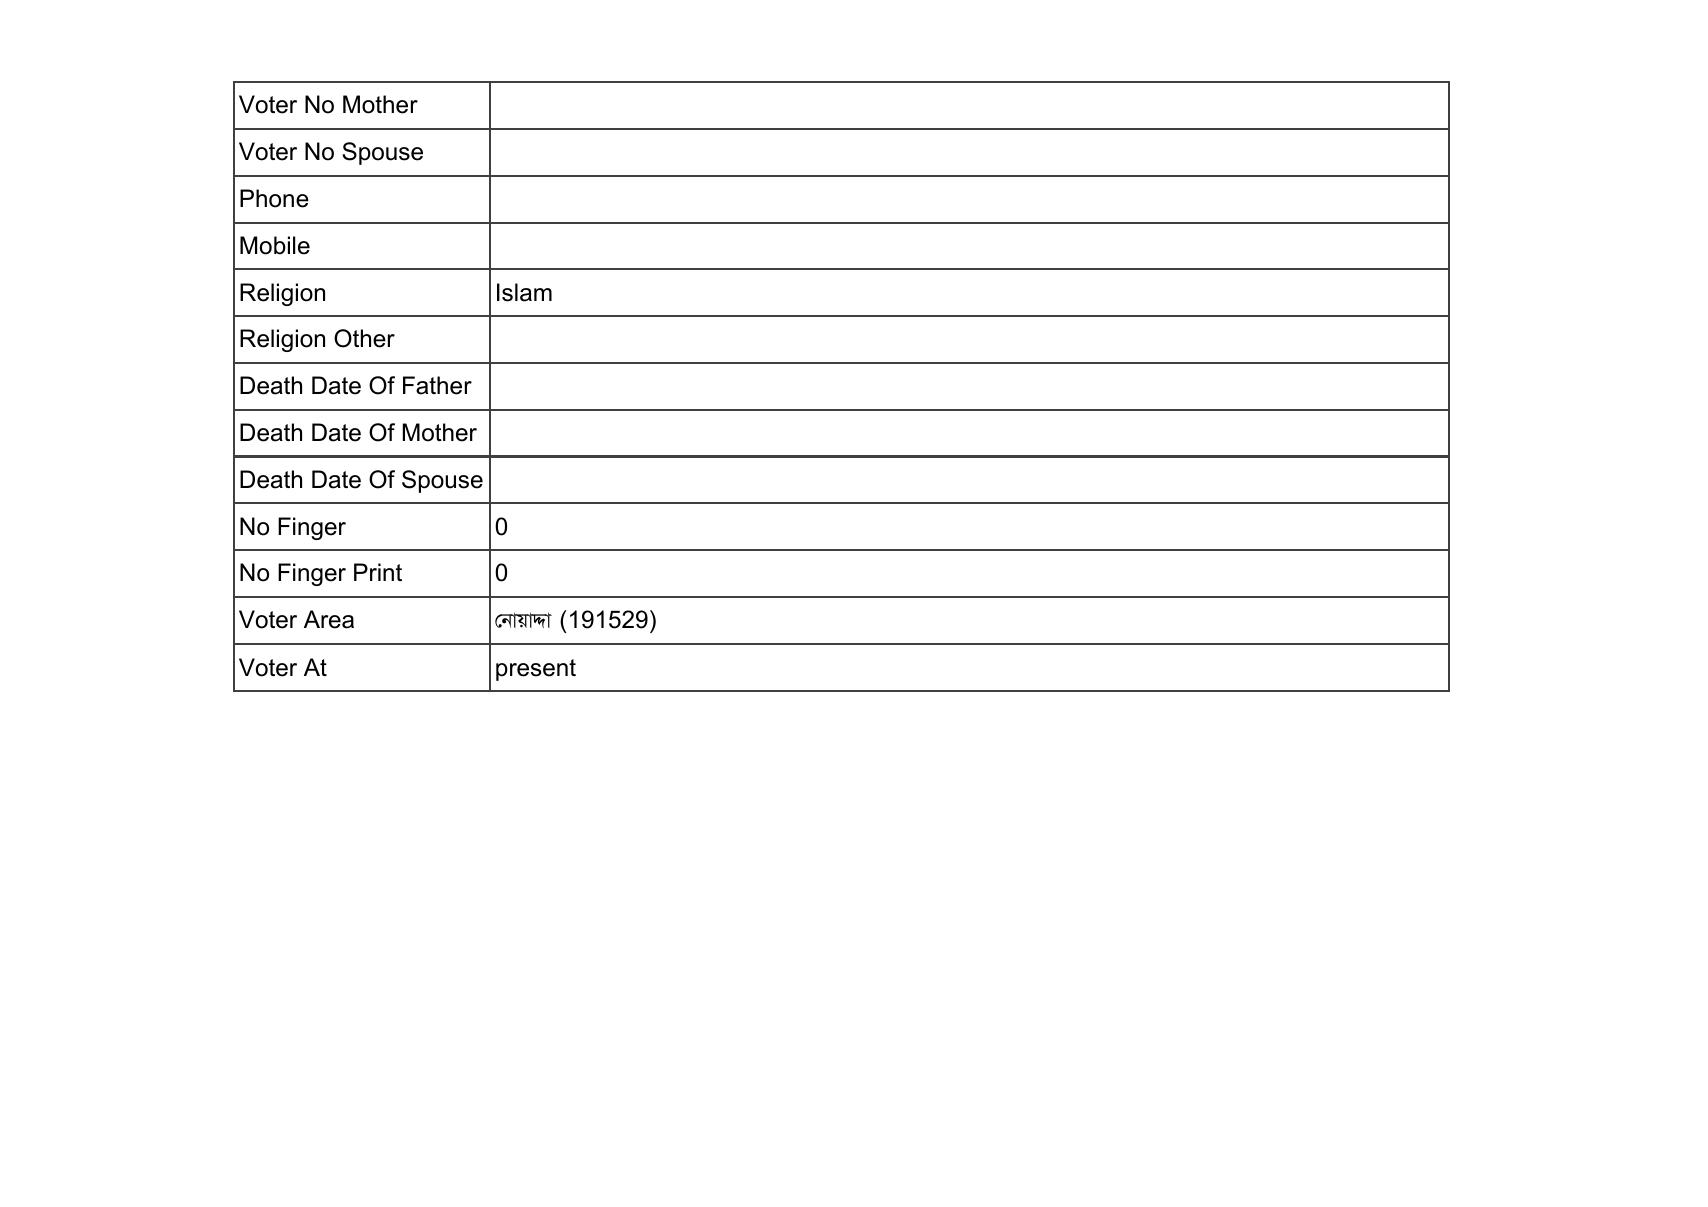 Voter No Mother
Voter No Spouse
Phone
Mobile
Religion Islam
Religion Other
Death Date Of Father
Death Date Of Mother
Death Date Of Spouse
No Finger 0
No Finger Print 0
Voter Area নোয়াদ্দা (191529)
Voter At present